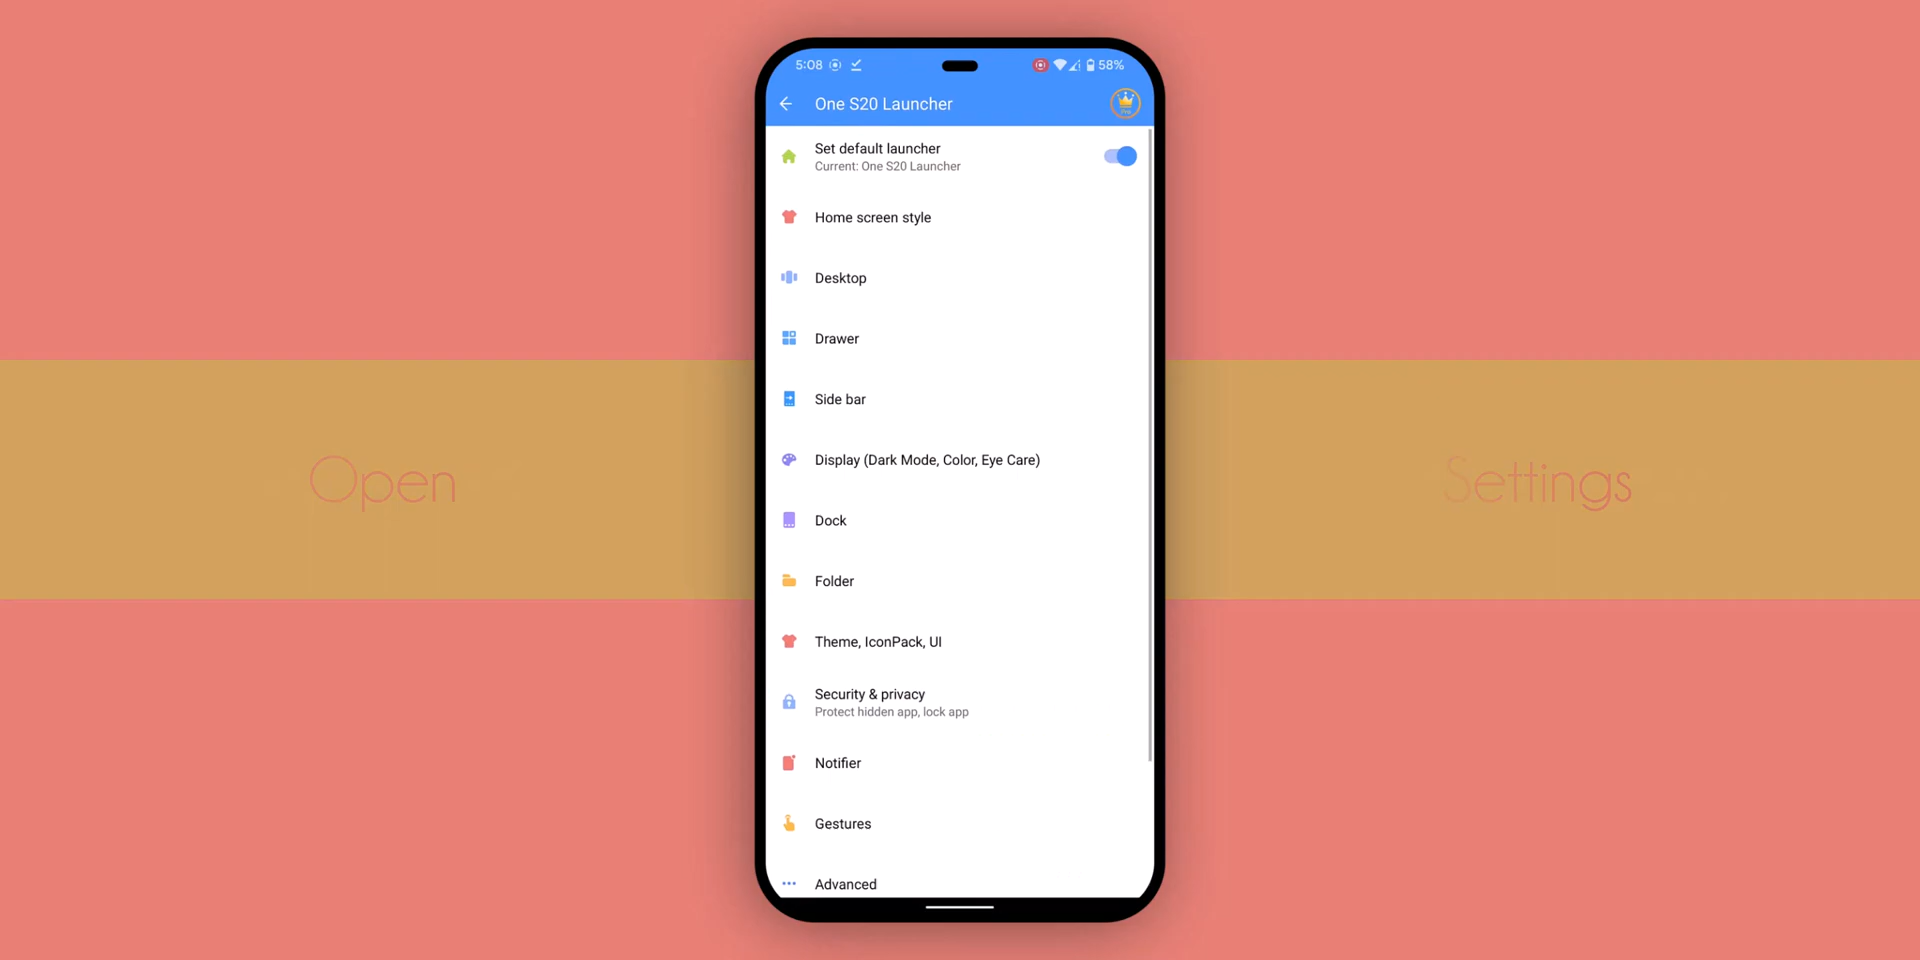 5:08 58%
One S20 Launcher
Set default launcher
Current: One S20 Launcher
Home screen style
Desktop
Drawer
Side bar
Display (Dark Mode, Color, Eye Care)
Open
Settings
Dock
Folder
Theme, IconPack, UI
Security & privacy
Protect hidden app, lock app
Notifier
Gestures
Advanced